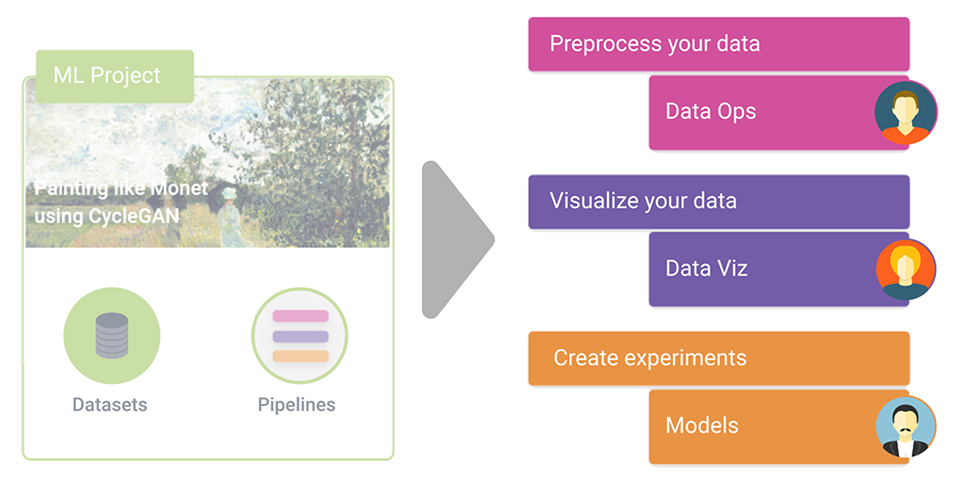 ML Project
Painting like Monet
using CycleGAN
Datasets
Pipelines
Preprocess your data
Data Ops
Visualize your data
Data Viz
Create experiments
Models